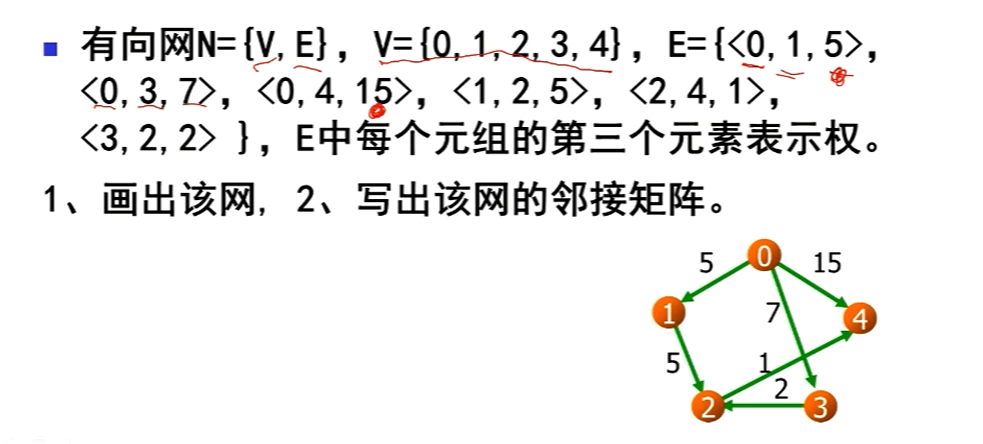 有向网N={V,E}, V={0,1,2,3,4}, E={<0,1,5>,
<0,3,7>, <0,4,15>, <1,2,5>, <2,4,1>,
<3,2,2> }, E中每个元组的第三个元素表示权。
1、画出该网, 2、写出该网的邻接矩阵。
0
5 15
1 7 4
5 1
2
2 3